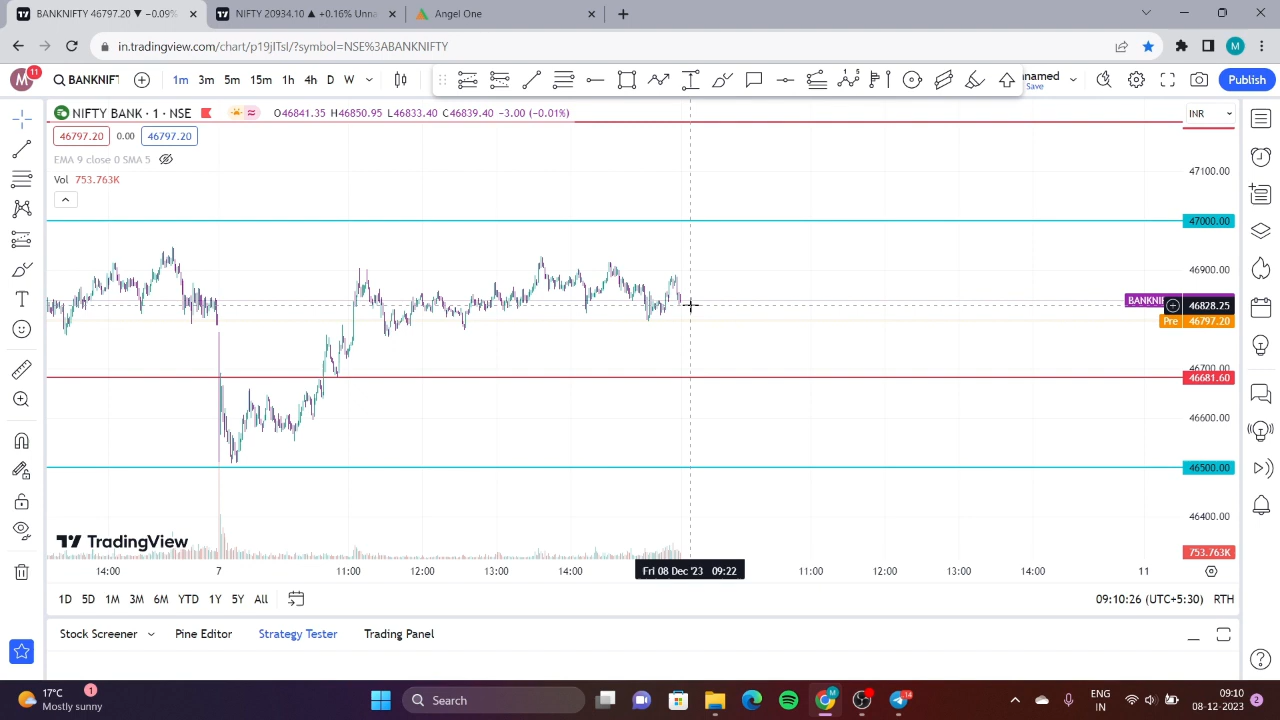 BANKNIFTY 46797.20 ▼ −0.09%
NIFTY 20934.10 ▲ +0.16% Unna
Angel One
in.tradingview.com/chart/p19jITsI/?symbol=NSE%3ABANKNIFTY
M
M
11
BANKNIFT
1m 3m 5m 15m 1h 4h D W
named
Save
Publish
NIFTY BANK · 1 · NSE
O46841.35 H46850.95 L46833.40 C46839.40 −3.00 (−0.01%)
INR
46797.20 0.00 46797.20
EMA 9 close 0 SMA 5
Vol 753.763K
47100.00
47000.00
46900.00
BANKNI
46828.25
Pre 46797.20
46700.00
46681.60
46600.00
46500.00
46400.00
TradingView
753.763K
14:00 7 11:00 12:00 13:00 14:00 Fri 08 Dec '23 09:22 11:00 12:00 13:00 14:00 11
1D 5D 1M 3M 6M YTD 1Y 5Y All
09:10:26 (UTC+5:30) RTH
Stock Screener Pine Editor Strategy Tester Trading Panel
17°C
Mostly sunny
1
Search
M
14
ENG
IN
09:10
08-12-2023
2